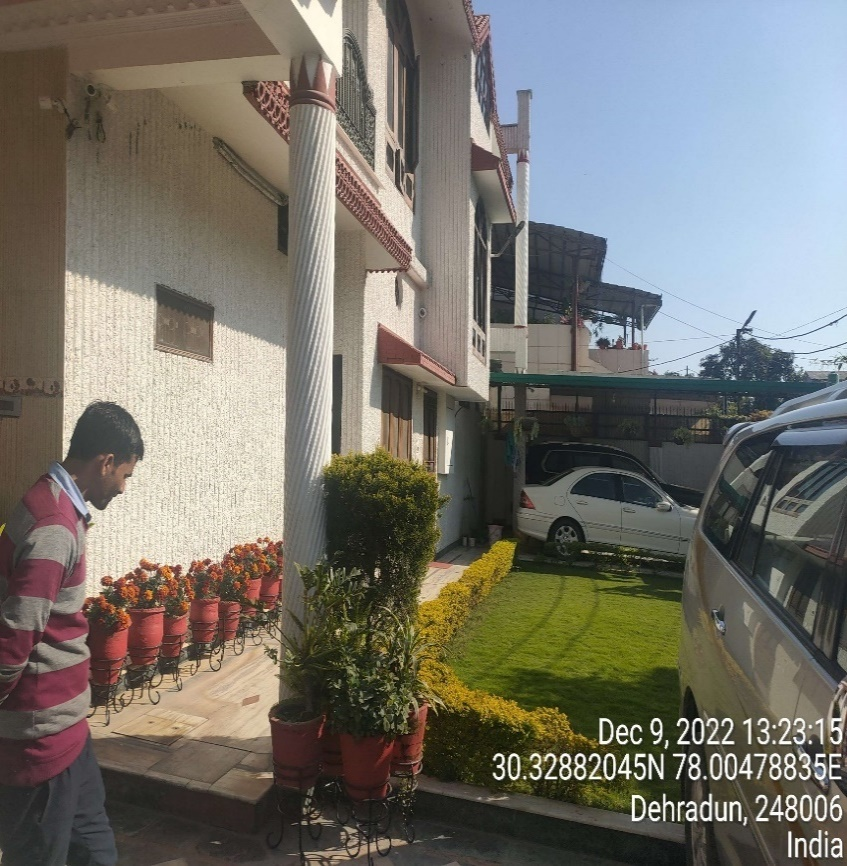 Dec 9, 2022 13:23:15
30.32882045N 78.00478835E
Dehradun, 248006
India